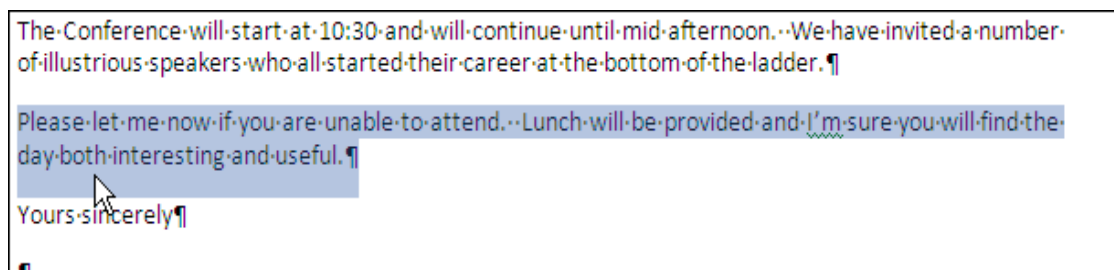 The Conference will start at 10:30 and will continue until mid afternoon.  We have invited a number
of illustrious speakers who all started their career at the bottom of the ladder.¶
Please let me now if you are unable to attend.  Lunch will be provided and I’m sure you will find the
day both interesting and useful.¶
Yours sincerely¶
¶